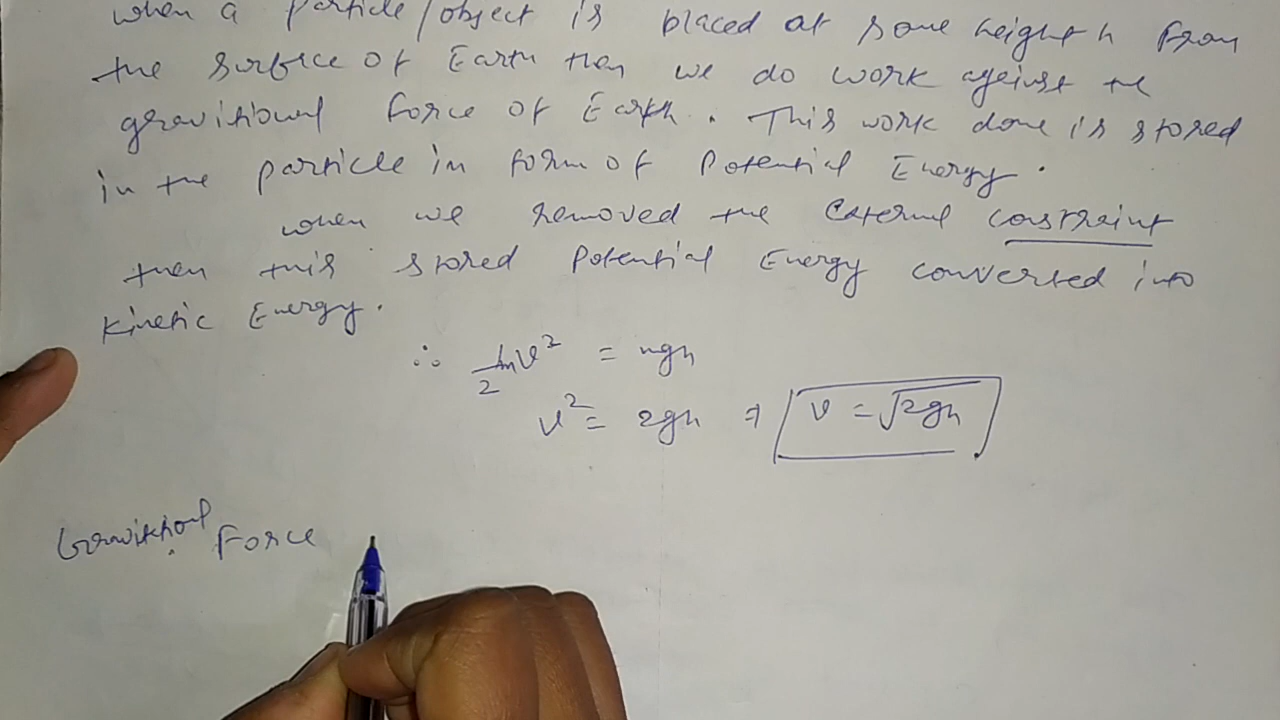 when a particle/object is placed at some height h from
the surface of Earth then we do work against the
gravitional force of Earth. This work done is stored
in the particle in form of Potential Energy.
when we removed the external constraint
then this stored Potential Energy converted into
Kinetic Energy.
∴ 1/2 mv² = mgh
v² = 2gh ⇒ v = √2gh
Gravitional Force